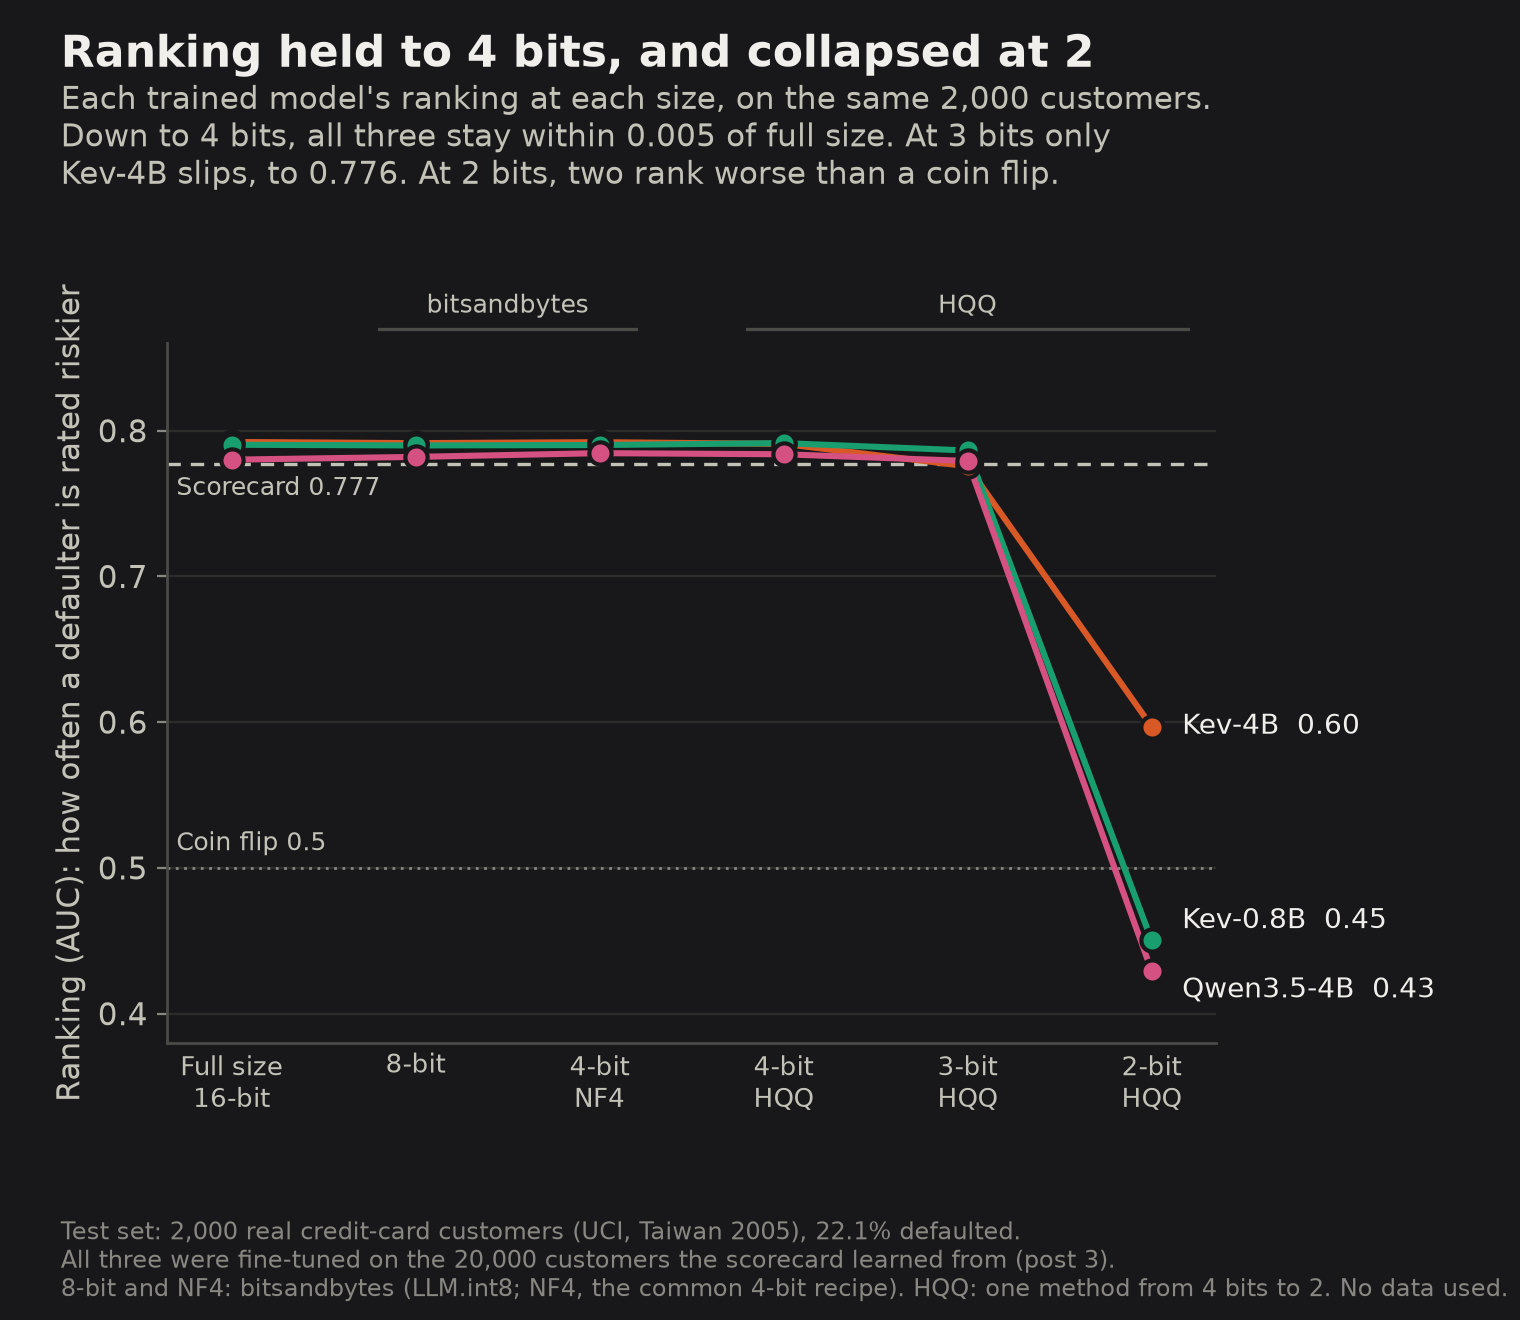 Ranking held to 4 bits, and collapsed at 2
Each trained model's ranking at each size, on the same 2,000 customers.
Down to 4 bits, all three stay within 0.005 of full size. At 3 bits only
Kev-4B slips, to 0.776. At 2 bits, two rank worse than a coin flip.
bitsandbytes
HQQ
Ranking (AUC): how often a defaulter is rated riskier
0.8
Scorecard 0.777
0.7
0.6
Kev-4B 0.60
Coin flip 0.5
0.5
Kev-0.8B 0.45
Qwen3.5-4B 0.43
0.4
Full size
16-bit
8-bit
4-bit
NF4
4-bit
HQQ
3-bit
HQQ
2-bit
HQQ
Test set: 2,000 real credit-card customers (UCI, Taiwan 2005), 22.1% defaulted.
All three were fine-tuned on the 20,000 customers the scorecard learned from (post 3).
8-bit and NF4: bitsandbytes (LLM.int8; NF4, the common 4-bit recipe). HQQ: one method from 4 bits to 2. No data used.